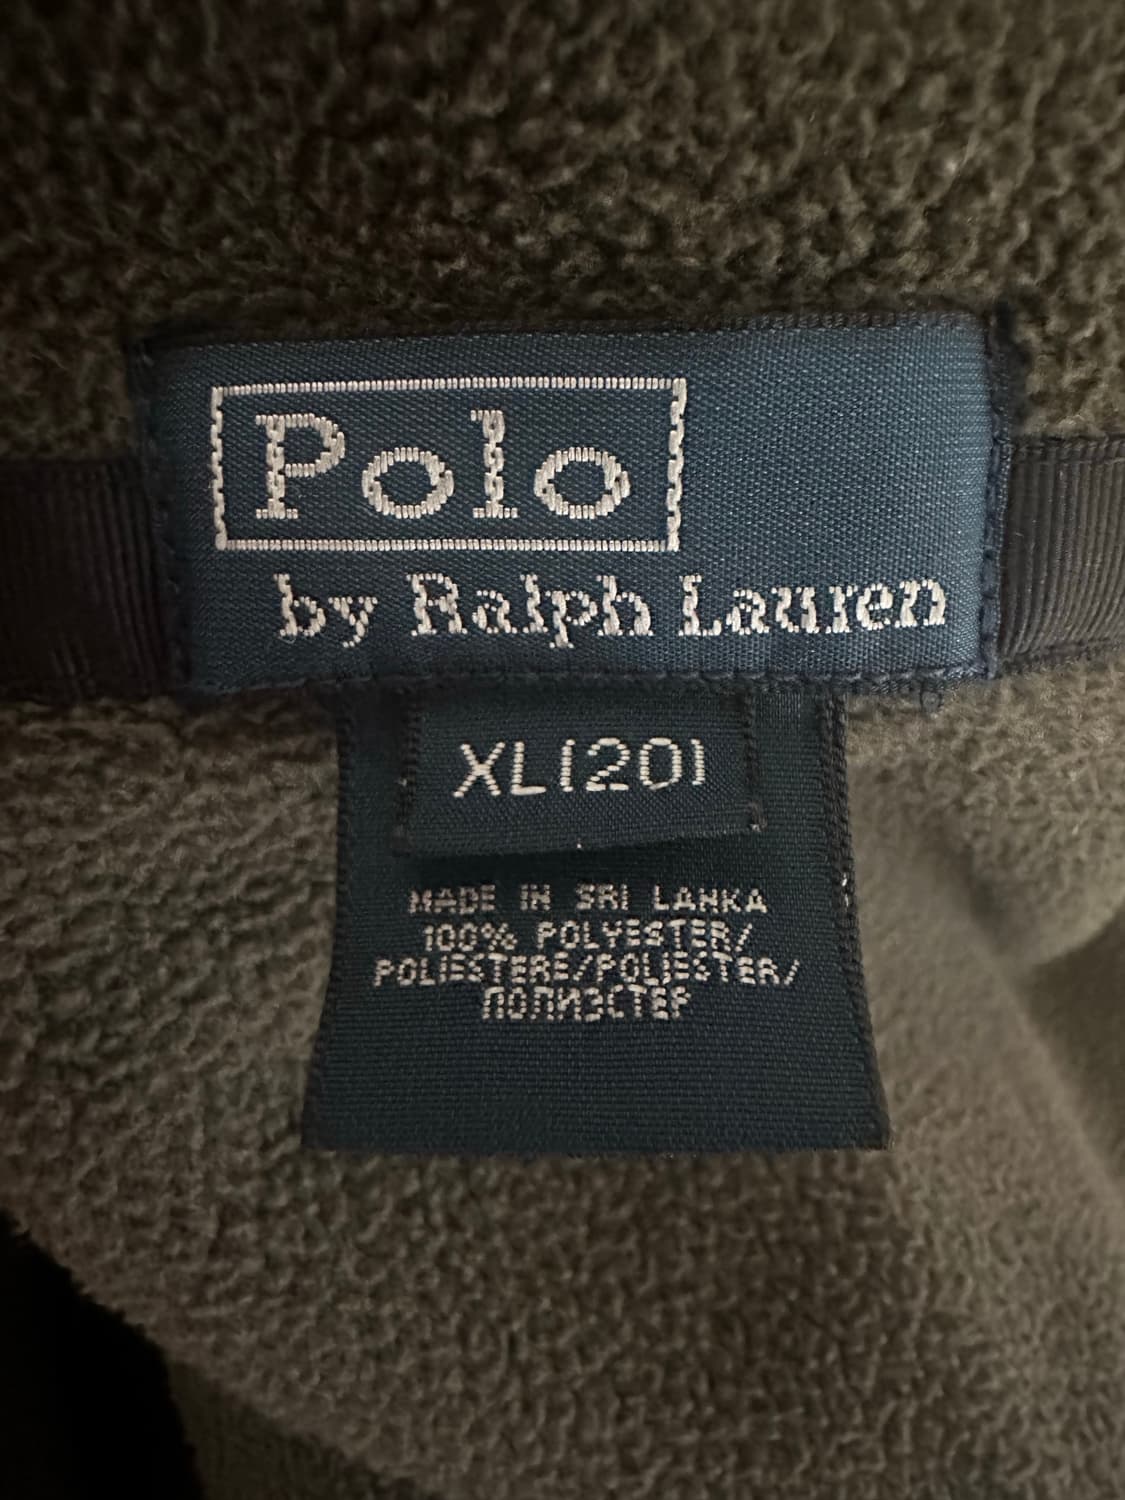 Polo
by Ralph Lauren
XL(20)
MADE IN SRI LANKA
100% POLYESTER/
POLIESTERE/POLIESTER/
ПОЛИЭСТЕР